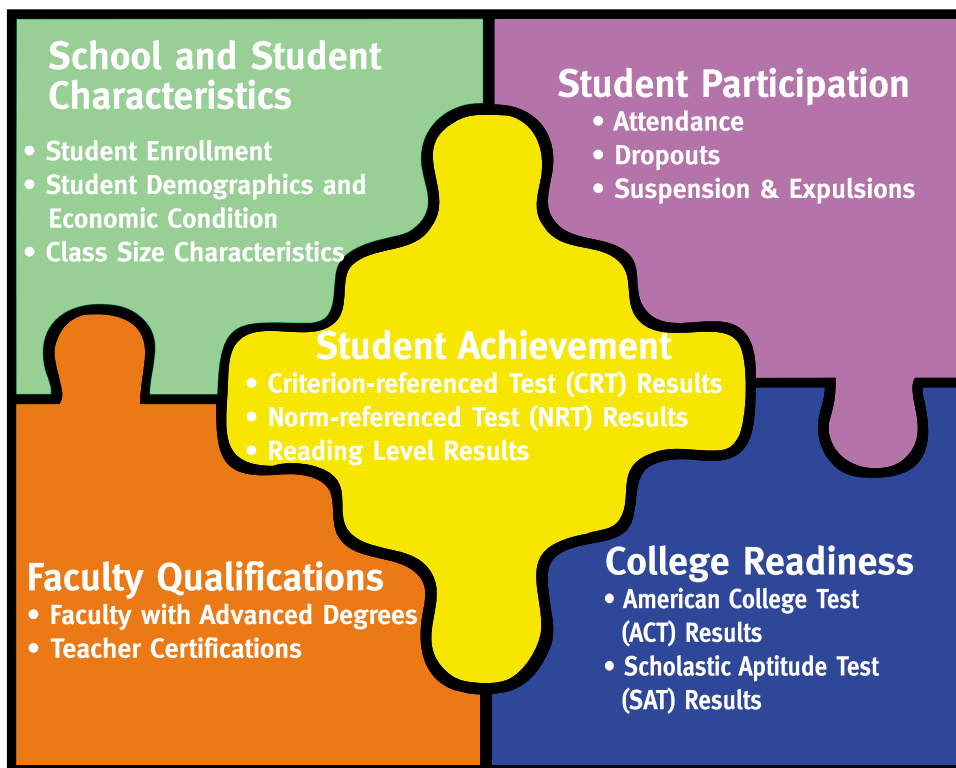 School and Student
Characteristics
• Student Enrollment
• Student Demographics and
Economic Condition
• Class Size Characteristics
Student Participation
• Attendance
• Dropouts
• Suspension & Expulsions
Student Achievement
• Criterion-referenced Test (CRT) Results
• Norm-referenced Test (NRT) Results
• Reading Level Results
Faculty Qualifications
• Faculty with Advanced Degrees
• Teacher Certifications
College Readiness
• American College Test
(ACT) Results
• Scholastic Aptitude Test
(SAT) Results